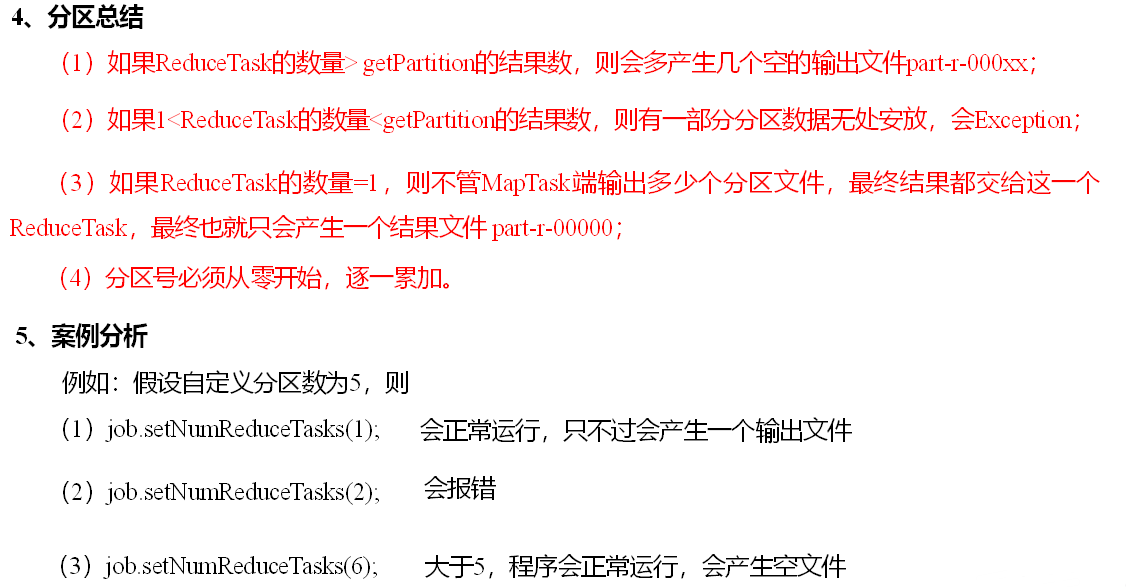 4、分区总结
（1）如果ReduceTask的数量> getPartition的结果数，则会多产生几个空的输出文件part-r-000xx；
（2）如果1<ReduceTask的数量<getPartition的结果数，则有一部分分区数据无处安放，会Exception；
（3）如果ReduceTask的数量=1，则不管MapTask端输出多少个分区文件，最终结果都交给这一个
ReduceTask，最终也就只会产生一个结果文件 part-r-00000；
（4）分区号必须从零开始，逐一累加。
5、案例分析
例如：假设自定义分区数为5，则
（1）job.setNumReduceTasks(1); 会正常运行，只不过会产生一个输出文件
（2）job.setNumReduceTasks(2); 会报错
（3）job.setNumReduceTasks(6); 大于5，程序会正常运行，会产生空文件